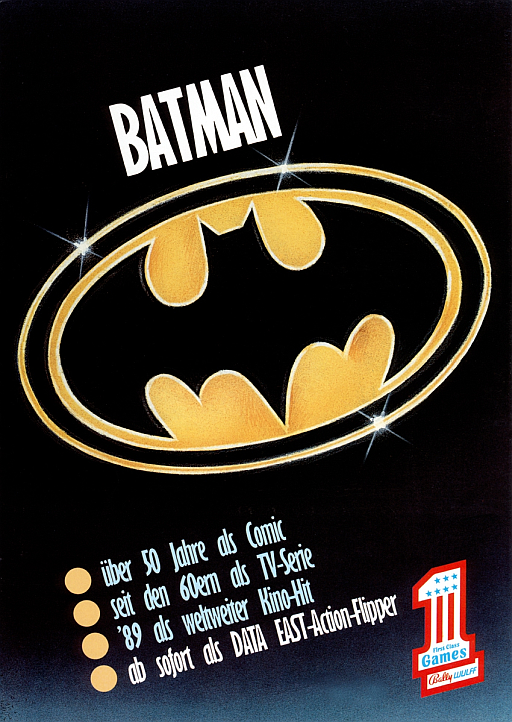 BATMAN
über 50 Jahre als Comic
seit den 60ern als TV-Serie
'89 als weltweiter Kino-Hit
ab sofort als DATA EAST-Action-Flipper
1
First Class
Games
Bally WULFF